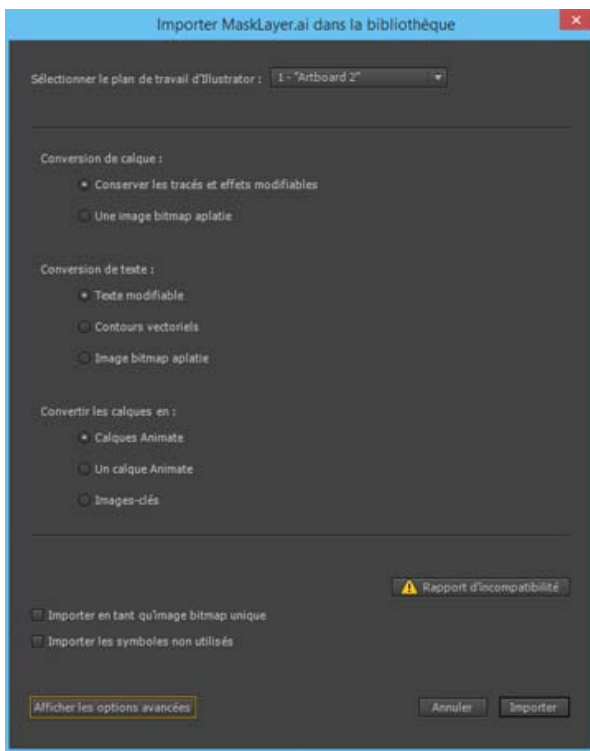 Importer MaskLayer.ai dans la bibliothèque
Sélectionner le plan de travail d'Illustrator : 1 - "Artboard 2"
Conversion de calque :
Conserver les tracés et effets modifiables
Une image bitmap aplatie
Conversion de texte :
Texte modifiable
Contours vectoriels
Image bitmap aplatie
Convertir les calques en :
Calques Animate
Un calque Animate
Images-clés
Rapport d'incompatibilité
Importer en tant qu'image bitmap unique
Importer les symboles non utilisés
Afficher les options avancées Annuler Importer